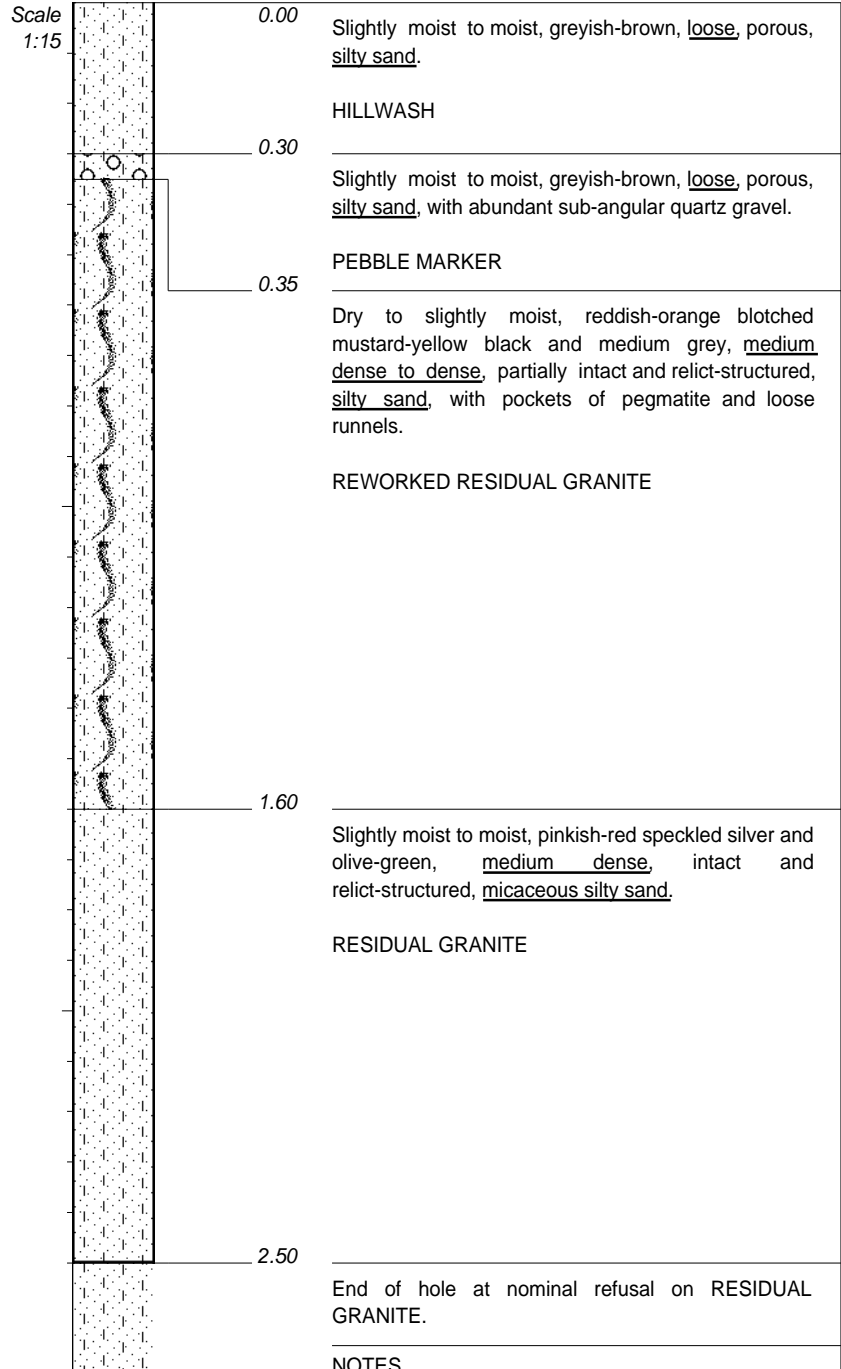 Scale
1:15
0.00
Slightly moist to moist, greyish-brown, loose, porous,
silty sand.
HILLWASH
0.30
Slightly moist to moist, greyish-brown, loose, porous,
silty sand, with abundant sub-angular quartz gravel.
PEBBLE MARKER
0.35
Dry to slightly moist, reddish-orange blotched
mustard-yellow black and medium grey, medium
dense to dense, partially intact and relict-structured,
silty sand, with pockets of pegmatite and loose
runnels.
REWORKED RESIDUAL GRANITE
1.60
Slightly moist to moist, pinkish-red speckled silver and
olive-green, medium dense, intact and
relict-structured, micaceous silty sand.
RESIDUAL GRANITE
2.50
End of hole at nominal refusal on RESIDUAL
GRANITE.
NOTES